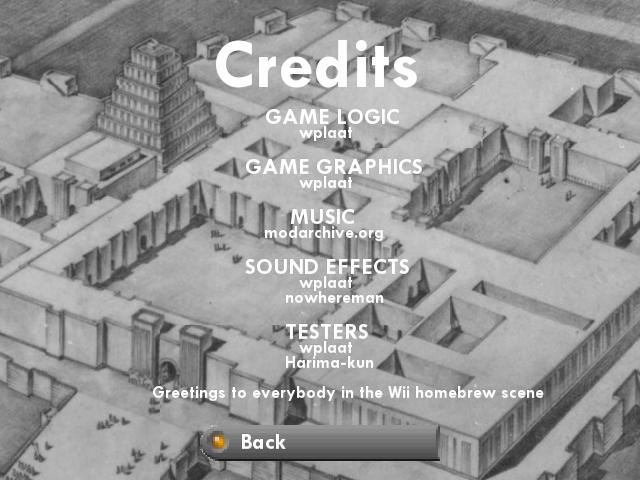 Credits
GAME LOGIC
wplaat
GAME GRAPHICS
wplaat
MUSIC
modarchive.org
SOUND EFFECTS
wplaat
nowhereman
TESTERS
wplaat
Harima-kun
Greetings to everybody in the Wii homebrew scene
Back